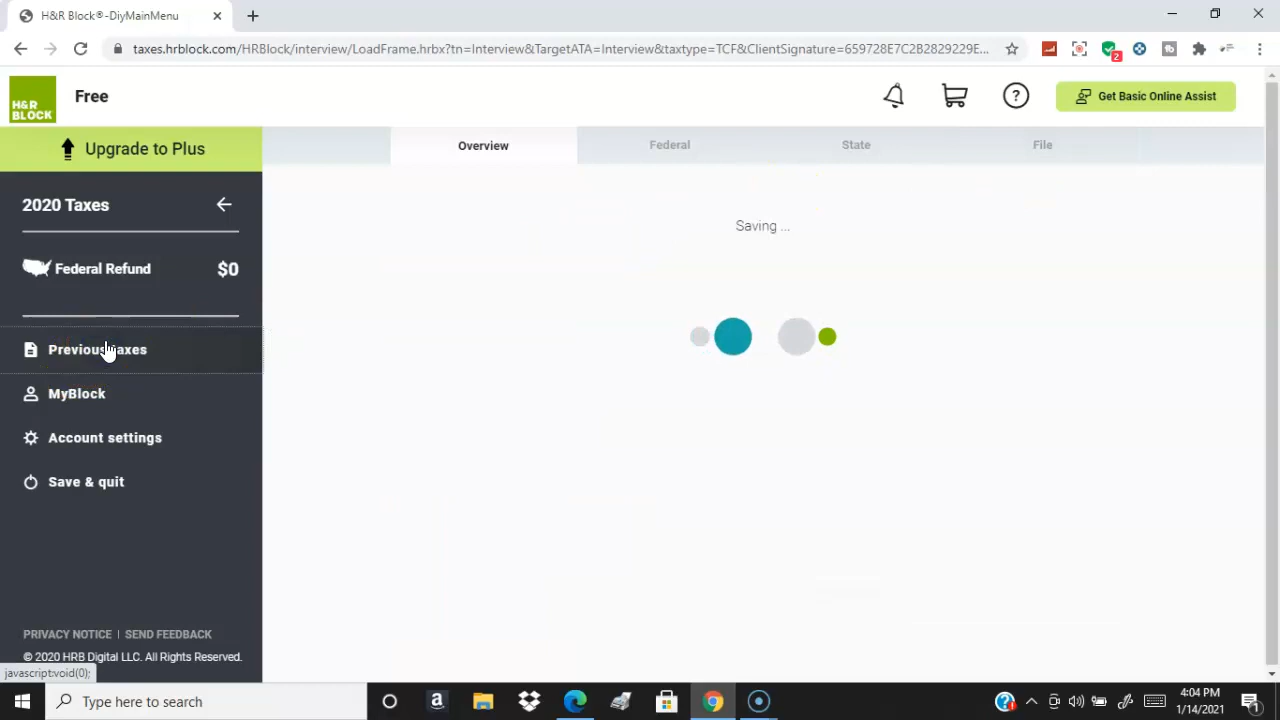 H&R Block®-DiyMainMenu
taxes.hrblock.com/HRBlock/interview/LoadFrame.hrbx?tn=Interview&TargetATA=Interview&taxtype=TCF&ClientSignature=659728E7C2B2829229E...
2
H&R
BLOCK
Free
?
Get Basic Online Assist
Upgrade to Plus
Overview
Federal
State
File
2020 Taxes
Saving ...
Federal Refund $0
Previous taxes
MyBlock
Account settings
Save & quit
PRIVACY NOTICE | SEND FEEDBACK
© 2020 HRB Digital LLC. All Rights Reserved.
javascript:void(0);
Type here to search
a
?
4:04 PM
1/14/2021
1